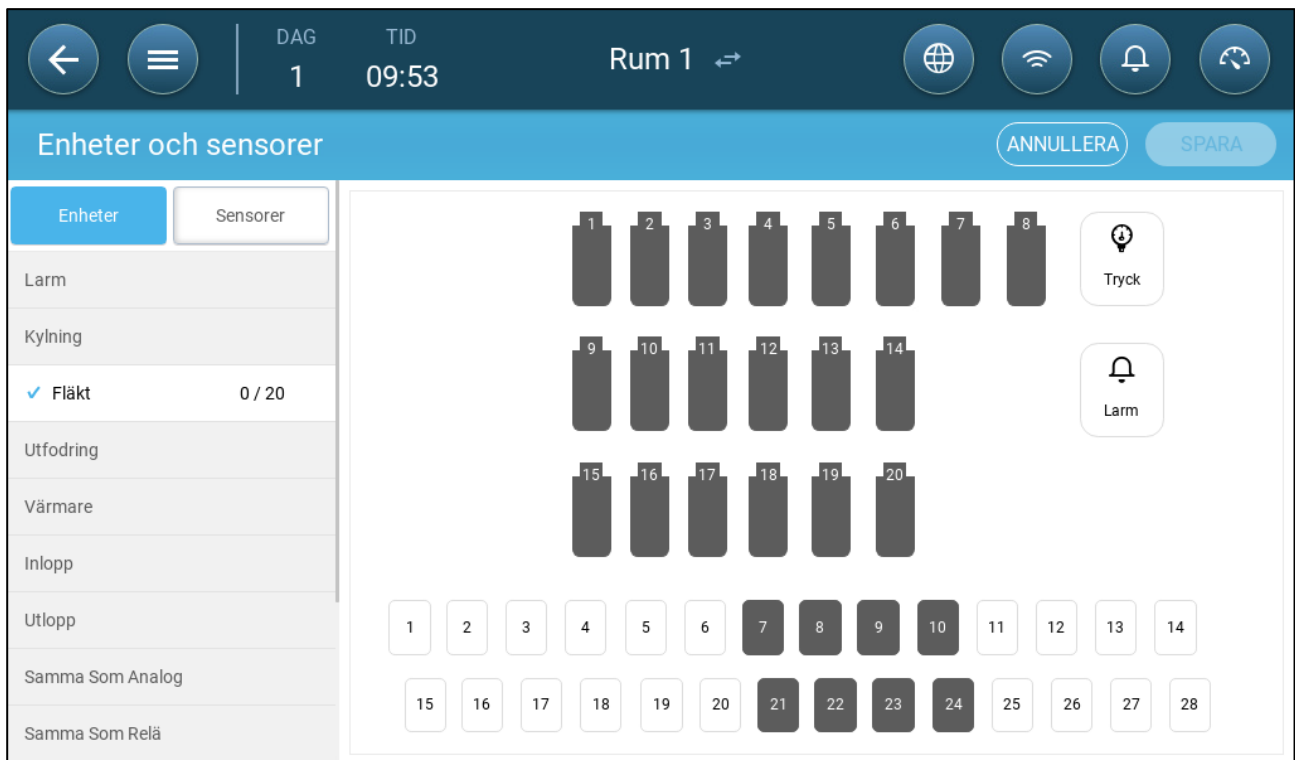 DAG TID
1 09:53 Rum 1
Enheter och sensorer ANNULLERA SPARA
Enheter Sensorer
Larm
Kylning
Fläkt 0 / 20
Utfodring
Värmare
Inlopp
Utlopp
Samma Som Analog
Samma Som Relä
1 2 3 4 5 6 7 8
Tryck
9 10 11 12 13 14
Larm
15 16 17 18 19 20
1 2 3 4 5 6 7 8 9 10 11 12 13 14
15 16 17 18 19 20 21 22 23 24 25 26 27 28